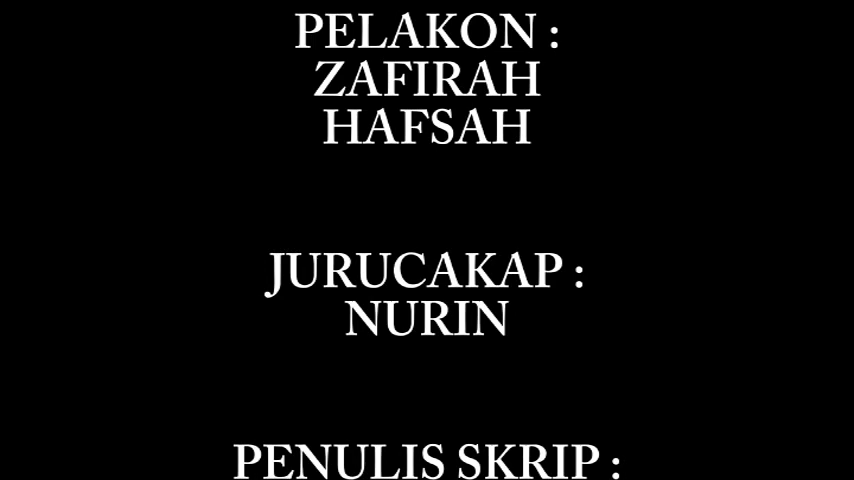 PELAKON :
ZAFIRAH
HAFSAH
JURUCAKAP :
NURIN
PENULIS SKRIP :